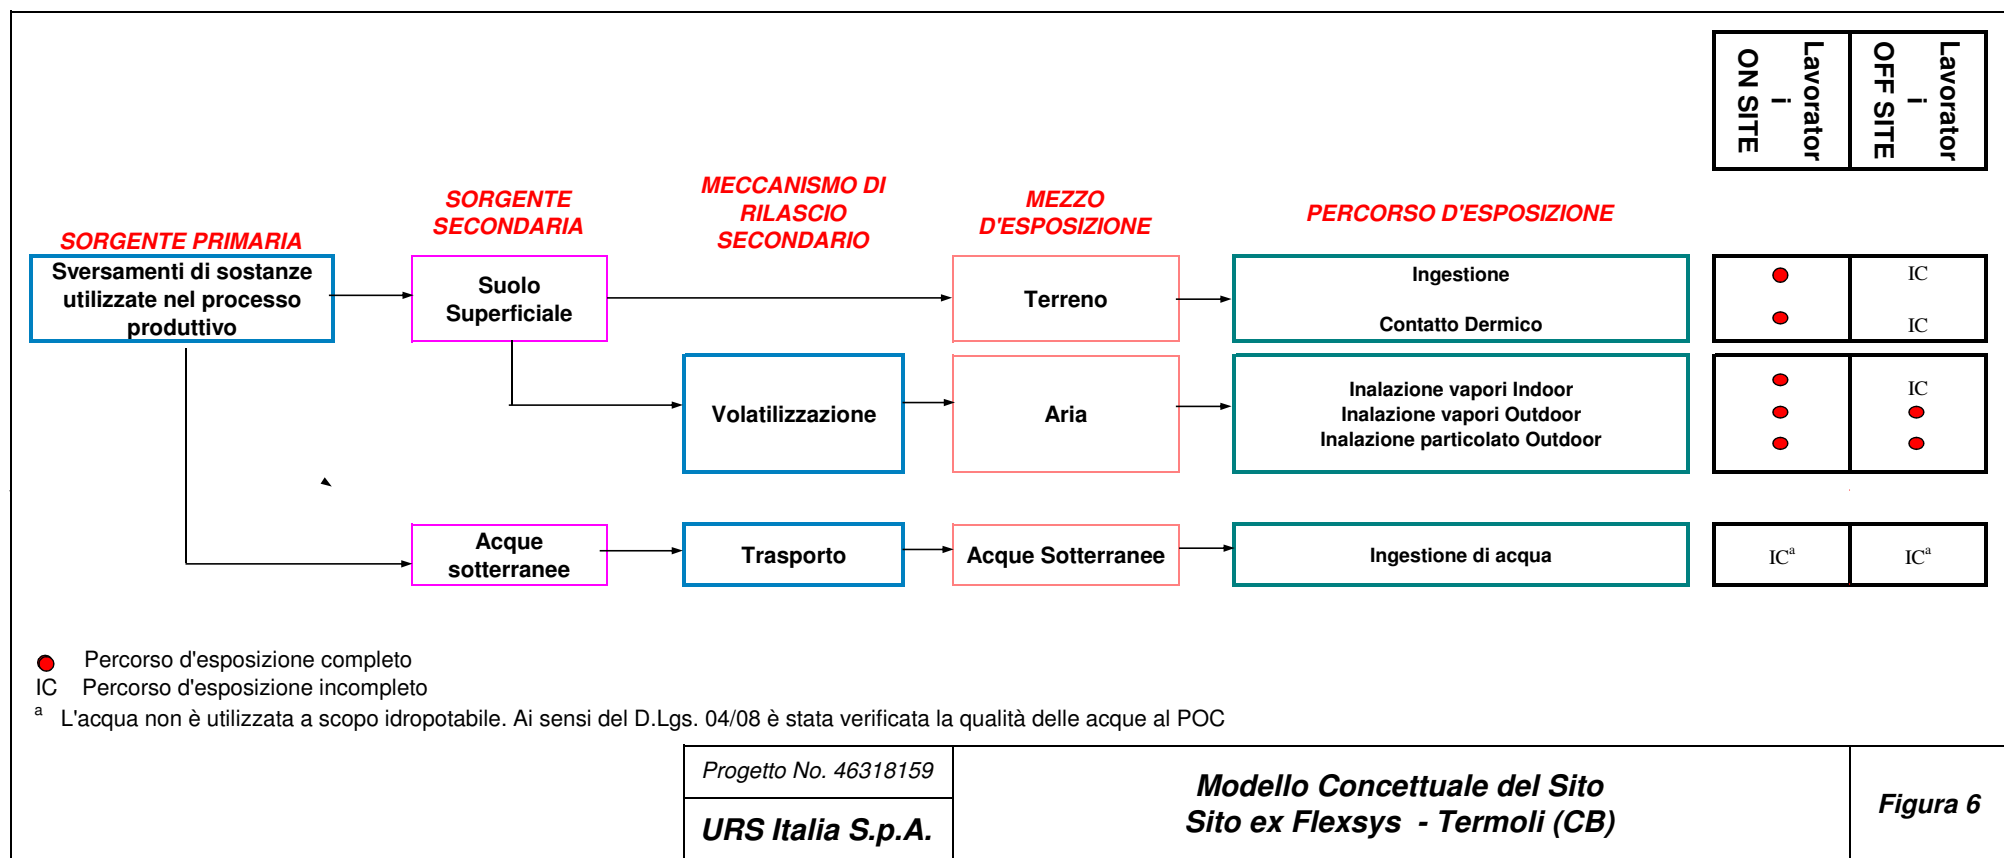 Lavorator
i
ON SITE
Lavorator
i
OFF SITE
SORGENTE PRIMARIA
SORGENTE
SECONDARIA
MECCANISMO DI
RILASCIO
SECONDARIO
MEZZO
D'ESPOSIZIONE
PERCORSO D'ESPOSIZIONE
Sversamenti di sostanze
utilizzate nel processo
produttivo
Suolo
Superficiale
Terreno
Ingestione
IC
Contatto Dermico
IC
Volatilizzazione
Aria
Inalazione vapori Indoor
IC
Inalazione vapori Outdoor
Inalazione particolato Outdoor
Acque
sotterranee
Trasporto
Acque Sotterranee
Ingestione di acqua
ICa
ICa
Percorso d'esposizione completo
IC Percorso d'esposizione incompleto
a L'acqua non è utilizzata a scopo idropotabile. Ai sensi del D.Lgs. 04/08 è stata verificata la qualità delle acque al POC
Progetto No. 46318159
URS Italia S.p.A.
Modello Concettuale del Sito
Sito ex Flexsys - Termoli (CB)
Figura 6